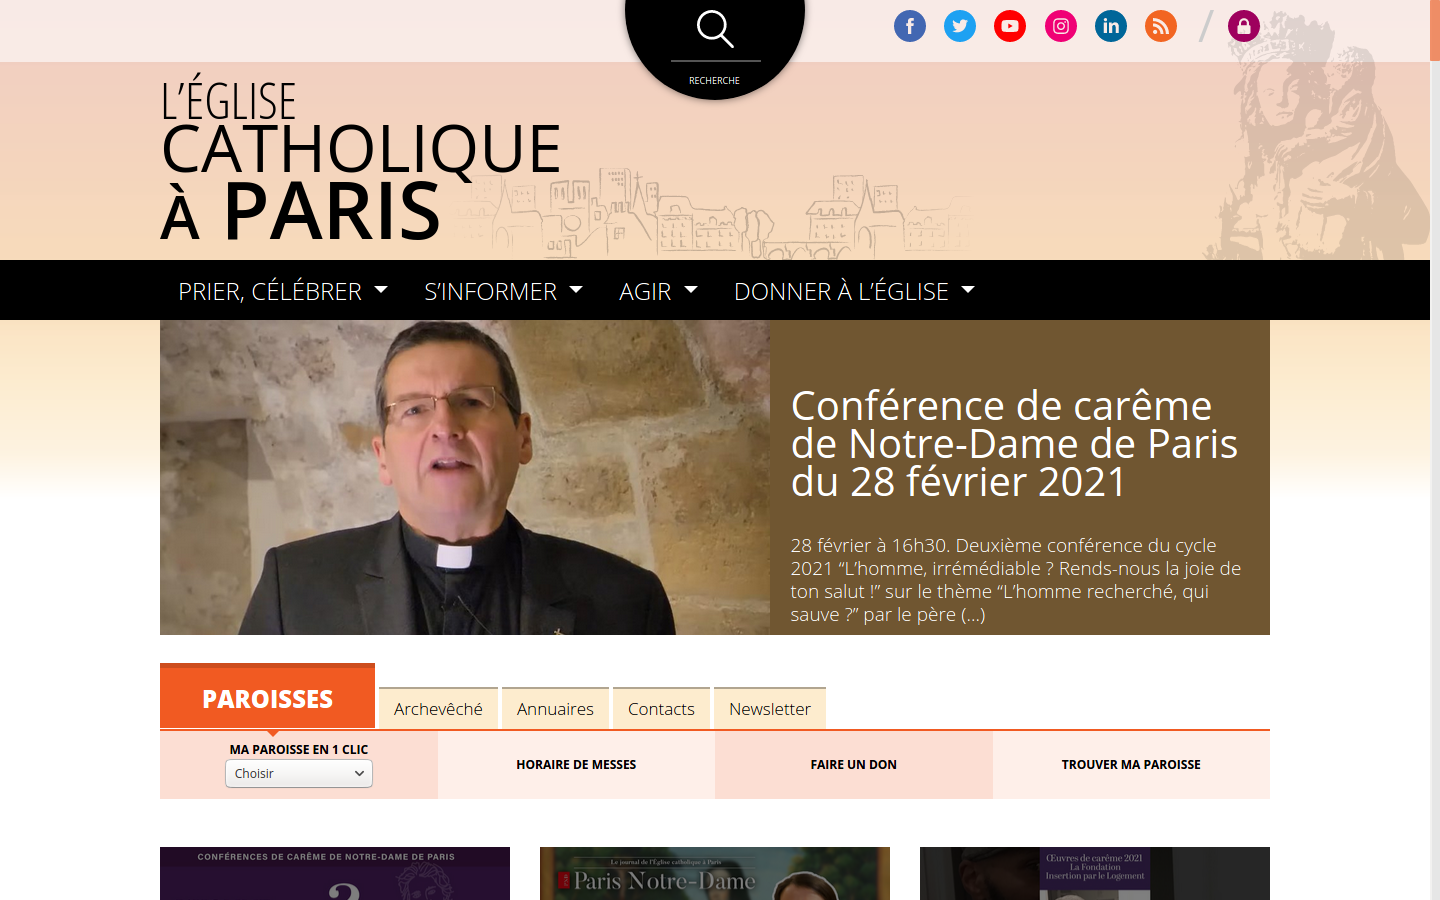 RECHERCHE
L’ÉGLISE
CATHOLIQUE
À PARIS
PRIER, CÉLÉBRER
S’INFORMER
AGIR
DONNER À L’ÉGLISE
Conférence de carême
de Notre-Dame de Paris
du 28 février 2021
28 février à 16h30. Deuxième conférence du cycle
2021 “L’homme, irrémédiable ? Rends-nous la joie de
ton salut !” sur le thème “L’homme recherché, qui
sauve ?” par le père (...)
PAROISSES
Archevêché
Annuaires
Contacts
Newsletter
MA PAROISSE EN 1 CLIC
Choisir
HORAIRE DE MESSES
FAIRE UN DON
TROUVER MA PAROISSE
CONFÉRENCES DE CARÊME DE NOTRE-DAME DE PARIS
?
Le journal de l’Église catholique à Paris
Paris Notre-Dame
Œuvres de carême 2021
La Fondation
Insertion par le Logement